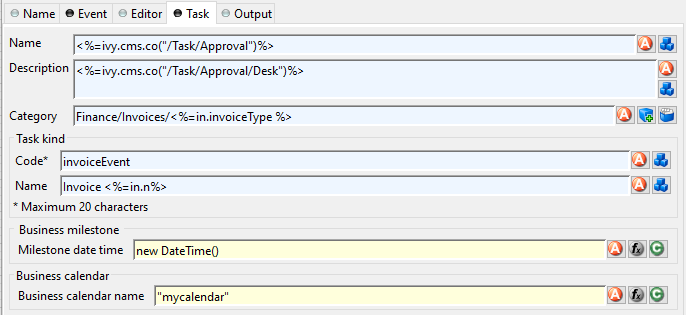 Name Event Editor Task Output
Name <%=ivy.cms.co("/Task/Approval")%>
Description <%=ivy.cms.co("/Task/Approval/Desk")%>
Category Finance/Invoices/<%=in.invoiceType %>
Task kind
Code* invoiceEvent
Name Invoice <%=in.n%>
* Maximum 20 characters
Business milestone
Milestone date time new DateTime()
Business calendar
Business calendar name "mycalendar"